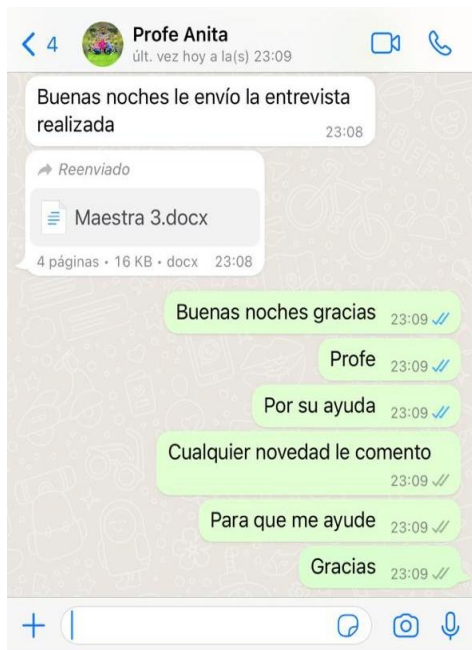 4
Profe Anita
últ. vez hoy a la(s) 23:09
Buenas noches le envío la entrevista
realizada
23:08
Reenviado
Maestra 3.docx
4 páginas • 16 KB • docx 23:08
Buenas noches gracias 23:09
Profe 23:09
Por su ayuda 23:09
Cualquier novedad le comento
23:09
Para que me ayude 23:09
Gracias 23:09